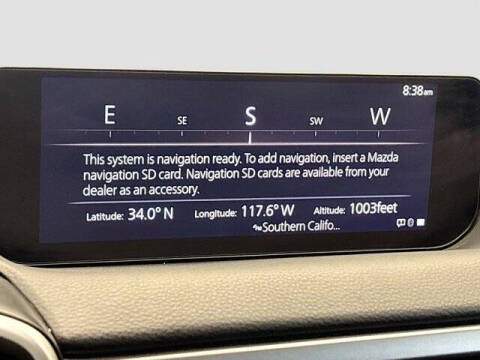 8:38am
E SE S SW W
This system is navigation ready. To add navigation, insert a Mazda
navigation SD card. Navigation SD cards are available from your
dealer as an accessory.
Latitude: 34.0° N Longitude: 117.6° W Altitude: 1003feet
Southern Califo...